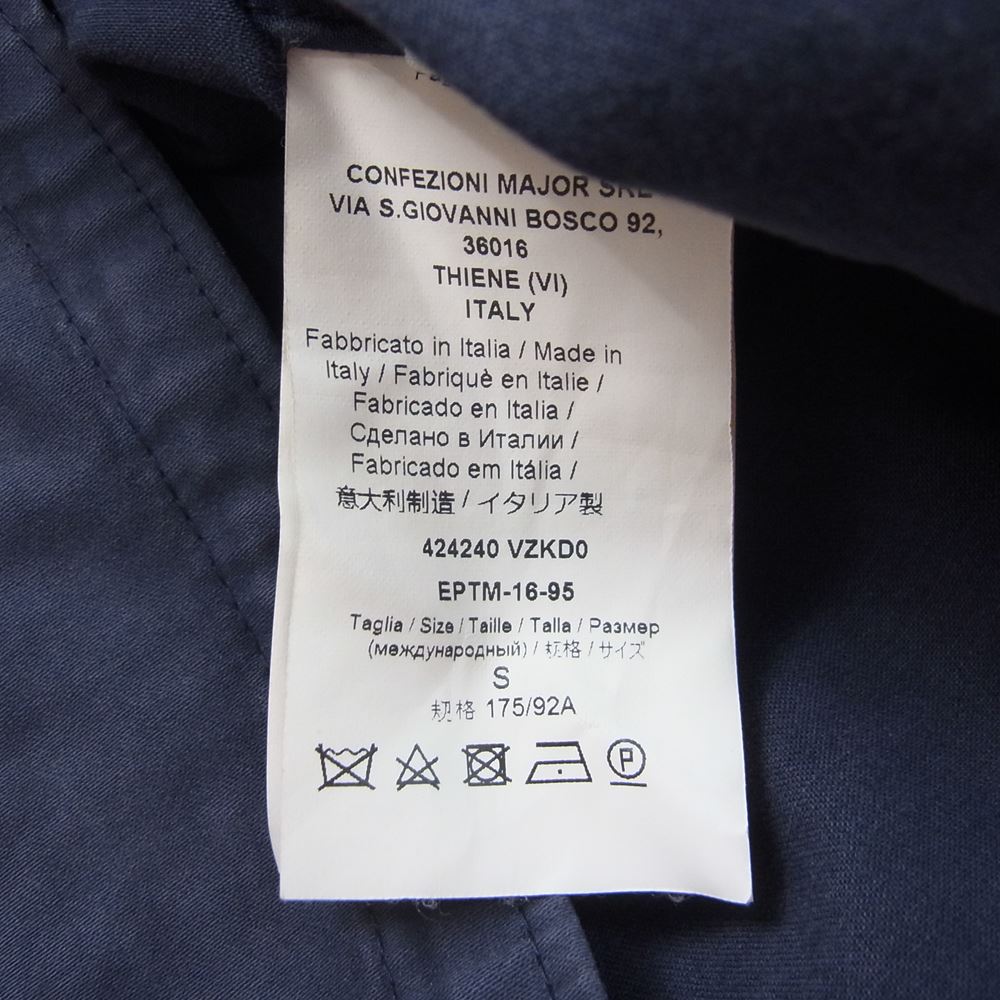 CONFEZIONI MAJOR SRL
VIA S.GIOVANNI BOSCO 92,
36016
THIENE (VI)
ITALY
Fabbricato in Italia / Made in
Italy / Fabriquè en Italie /
Fabricado en Italia /
Сделано в Италии /
Fabricado em Itália /
意大利制造 / イタリア製
424240 VZKD0
EPTM-16-95
Taglia / Size / Taille / Talla / Размер
(международный) / 规格 / サイズ
S
规格 175/92A
P